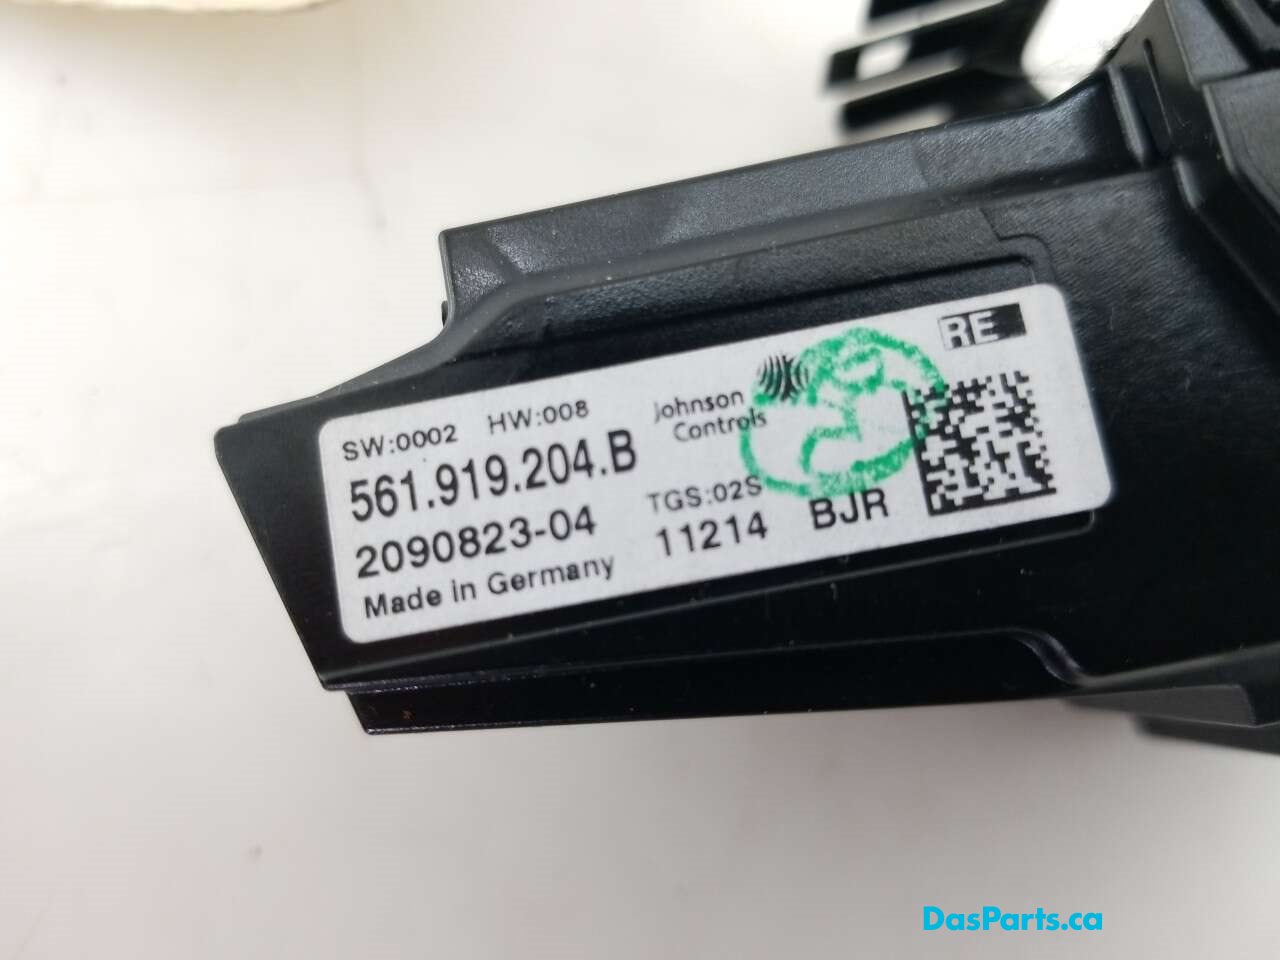 RE
SW:0002 HW:008
Johnson
Controls
561.919.204.B
TGS:02S
2090823-04 11214 BJR
Made in Germany
DasParts.ca